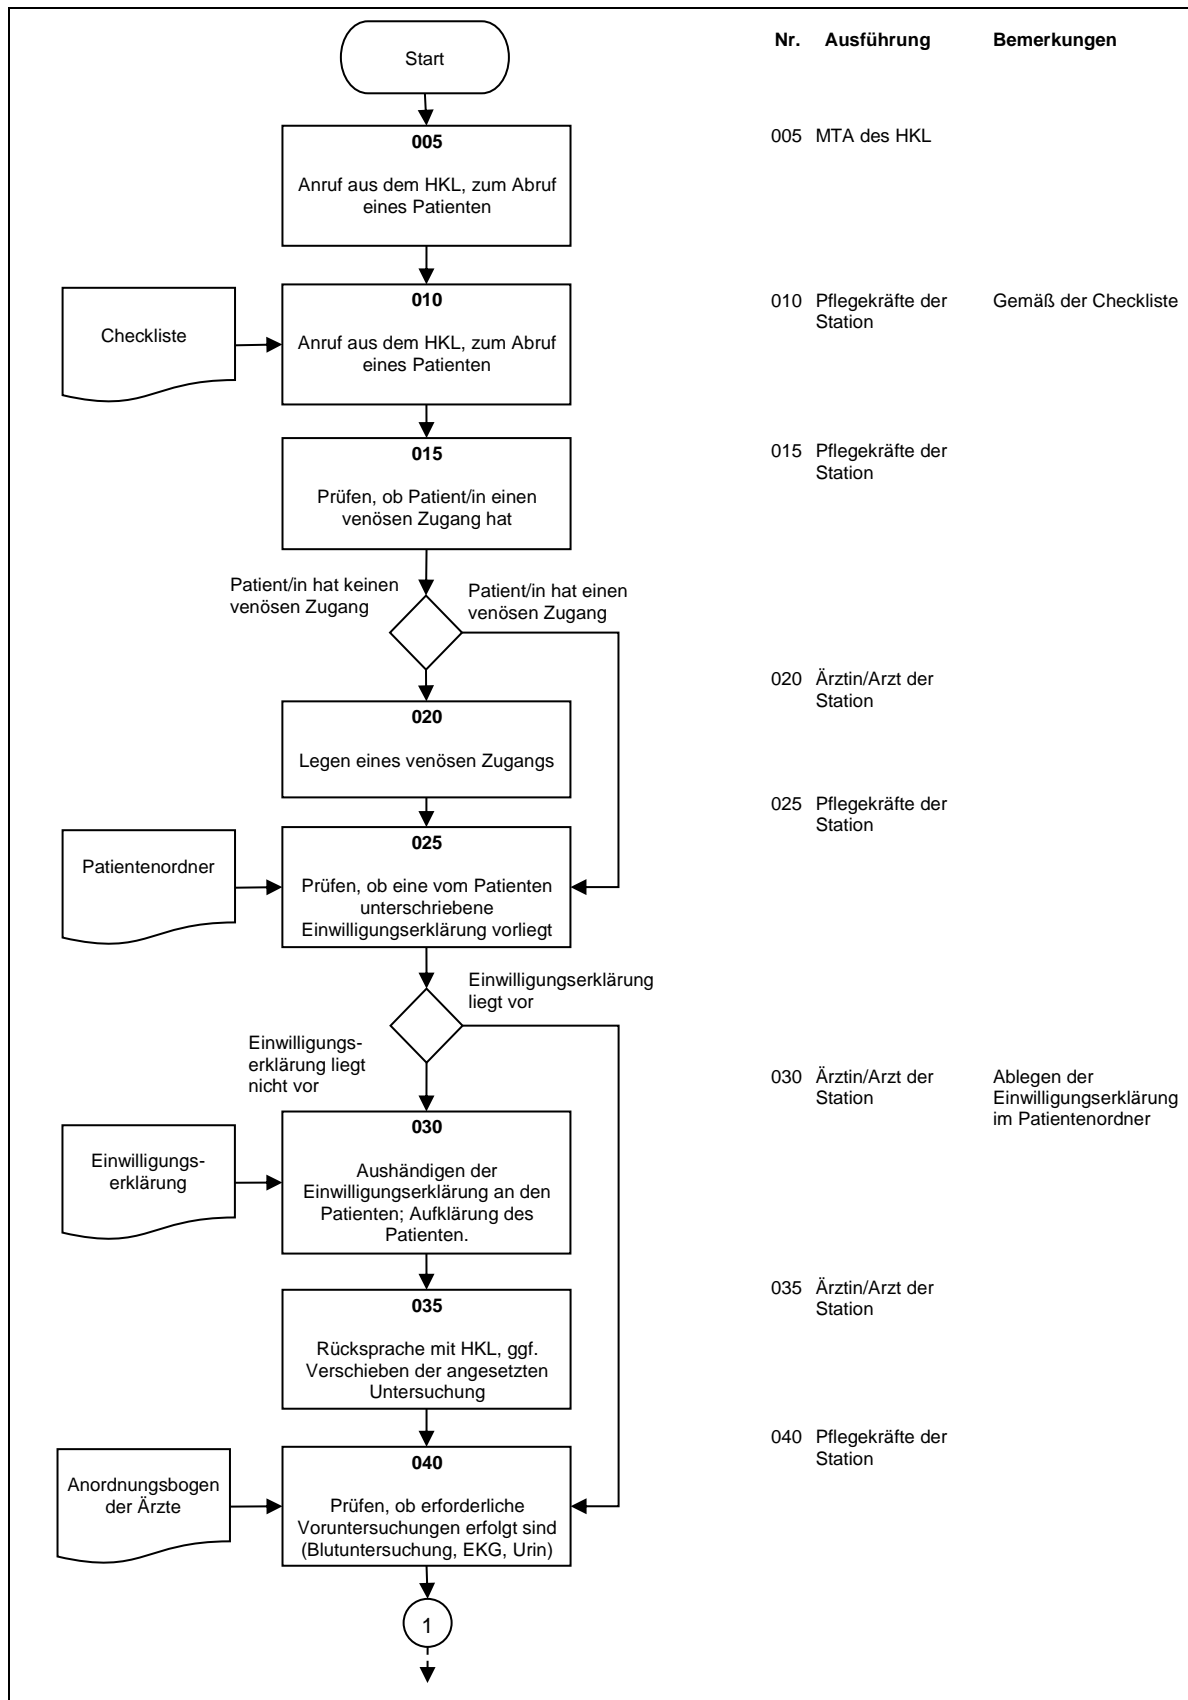 Nr. Ausführung Bemerkungen
Start
005
005 MTA des HKL
Anruf aus dem HKL, zum Abruf
eines Patienten
010
010 Pflegekräfte der
Station
Gemäß der Checkliste
Checkliste
Anruf aus dem HKL, zum Abruf
eines Patienten
015
015 Pflegekräfte der
Station
Prüfen, ob Patient/in einen
venösen Zugang hat
Patient/in hat keinen
venösen Zugang
Patient/in hat einen
venösen Zugang
020 Ärztin/Arzt der
Station
020
Legen eines venösen Zugangs
025 Pflegekräfte der
Station
025
Patientenordner
Prüfen, ob eine vom Patienten
unterschriebene
Einwilligungserklärung vorliegt
Einwilligungserklärung
liegt vor
Einwilligungs-
erklärung liegt
nicht vor
030 Ärztin/Arzt der
Station
Ablegen der
Einwilligungserklärung
im Patientenordner
030
Einwilligungs-
erklärung
Aushändigen der
Einwilligungserklärung an den
Patienten; Aufklärung des
Patienten.
035 Ärztin/Arzt der
Station
035
Rücksprache mit HKL, ggf.
Verschieben der angesetzten
Untersuchung
040 Pflegekräfte der
Station
040
Anordnungsbogen
der Ärzte
Prüfen, ob erforderliche
Voruntersuchungen erfolgt sind
(Blutuntersuchung, EKG, Urin)
1